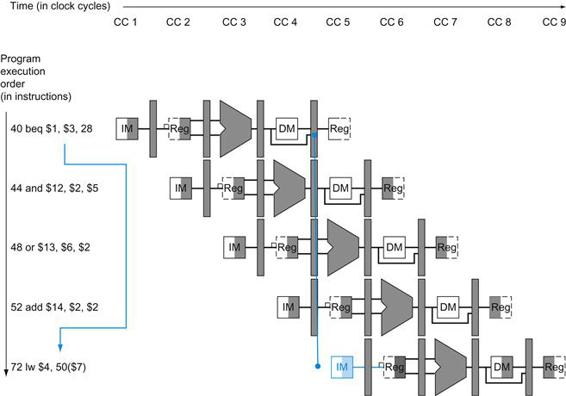 Time (in clock cycles)
CC 1 CC 2 CC 3 CC 4 CC 5 CC 6 CC 7 CC 8 CC 9
Program
execution
order
(in instructions)
40 beq $1, $3, 28
IM Reg DM Reg
44 and $12, $2, $5
IM Reg DM Reg
48 or $13, $6, $2
IM Reg DM Reg
52 add $14, $2, $2
IM Reg DM Reg
72 lw $4, 50($7)
IM Reg DM Reg